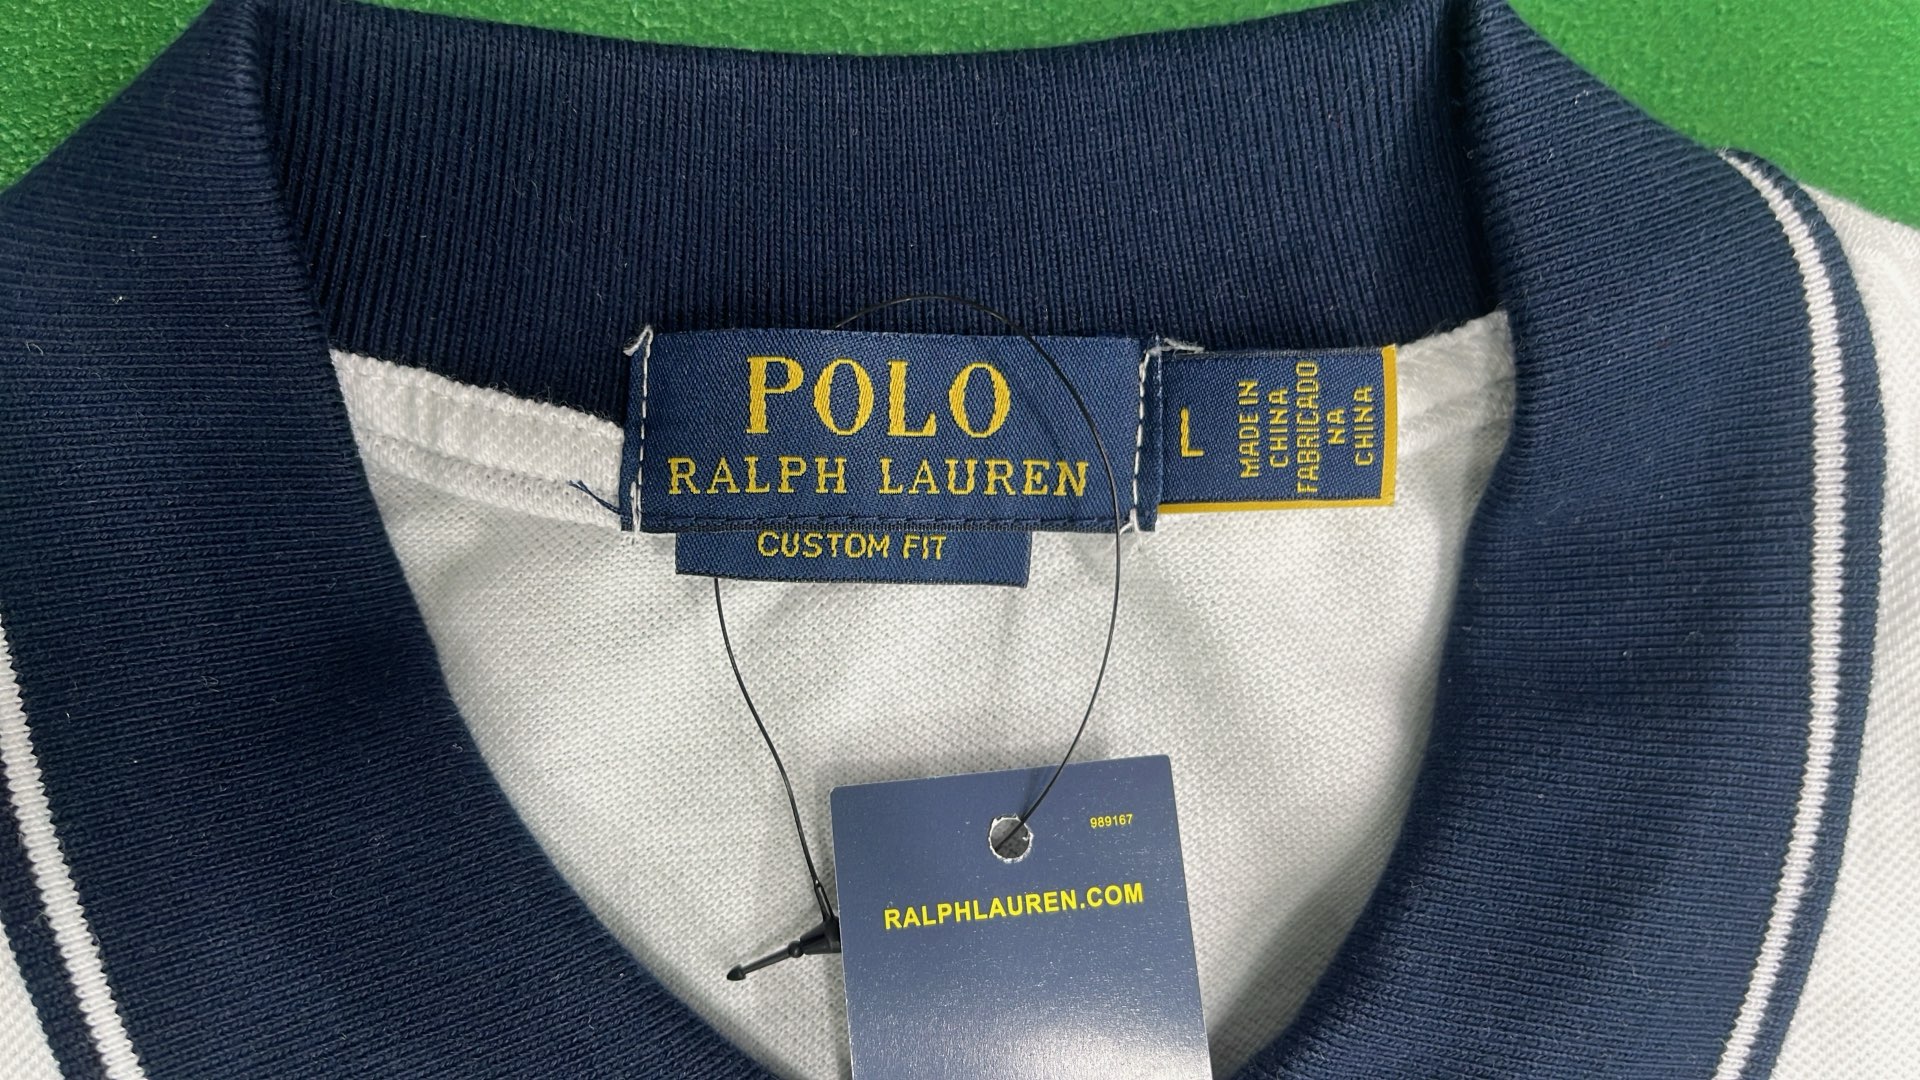 POLO
RALPH LAUREN
CUSTOM FIT
L
MADE IN
CHINA
FABRICADO
NA
CHINA
989167
RALPHLAUREN.COM